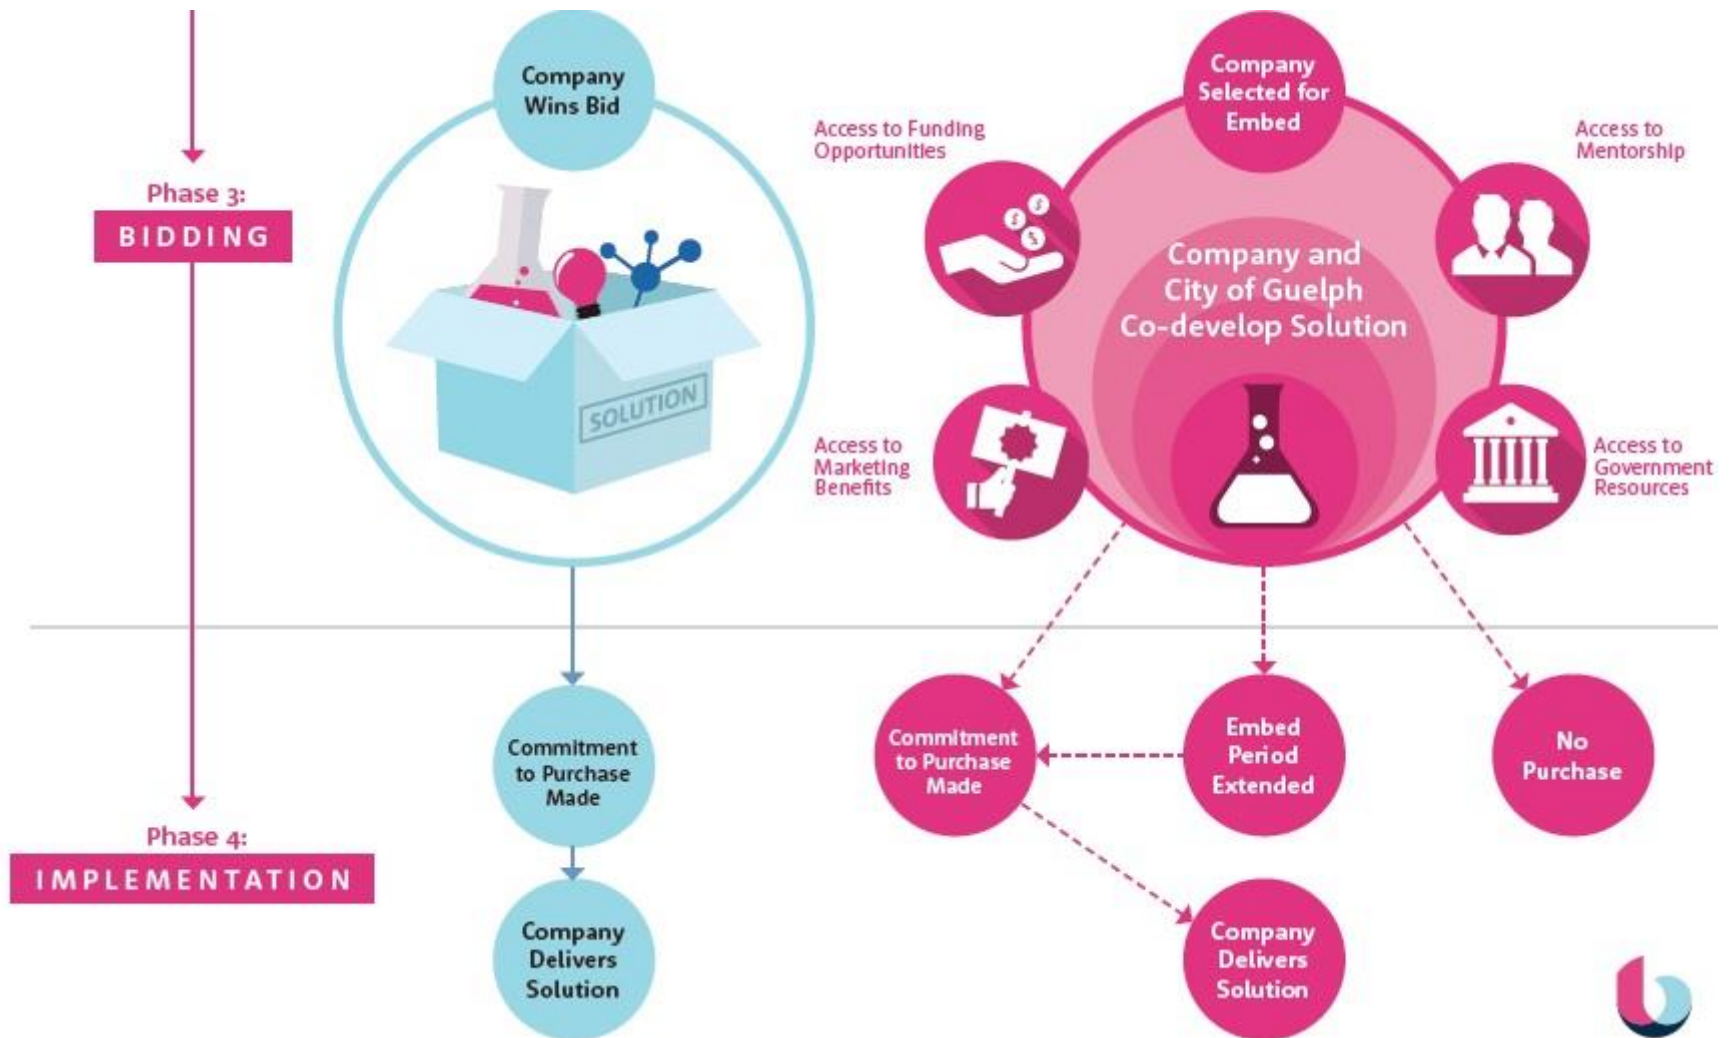 Company
Wins Bid
Company
Selected for
Embed
Access to Funding
Opportunities
Access to
Mentorship
Phase 3:
BIDDING
Company and
City of Guelph
Co-develop Solution
SOLUTION
Access to
Marketing
Benefits
Access to
Government
Resources
Commitment
to Purchase
Made
Commitment
to Purchase
Made
Embed
Period
Extended
No
Purchase
Phase 4:
IMPLEMENTATION
Company
Delivers
Solution
Company
Delivers
Solution